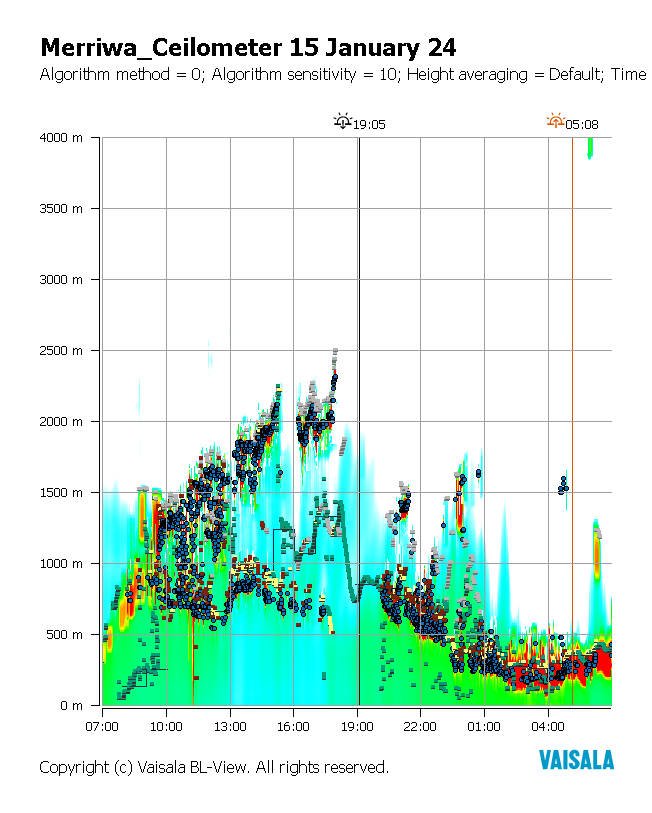 Merriwa_Ceilometer 15 January 24
Algorithm method = 0; Algorithm sensitivity = 10; Height averaging = Default; Time
19:05
05:08
4000 m
3500 m
3000 m
2500 m
2000 m
1500 m
1000 m
500 m
0 m
07:00 10:00 13:00 16:00 19:00 22:00 01:00 04:00
Copyright (c) Vaisala BL-View. All rights reserved.
VAISALA